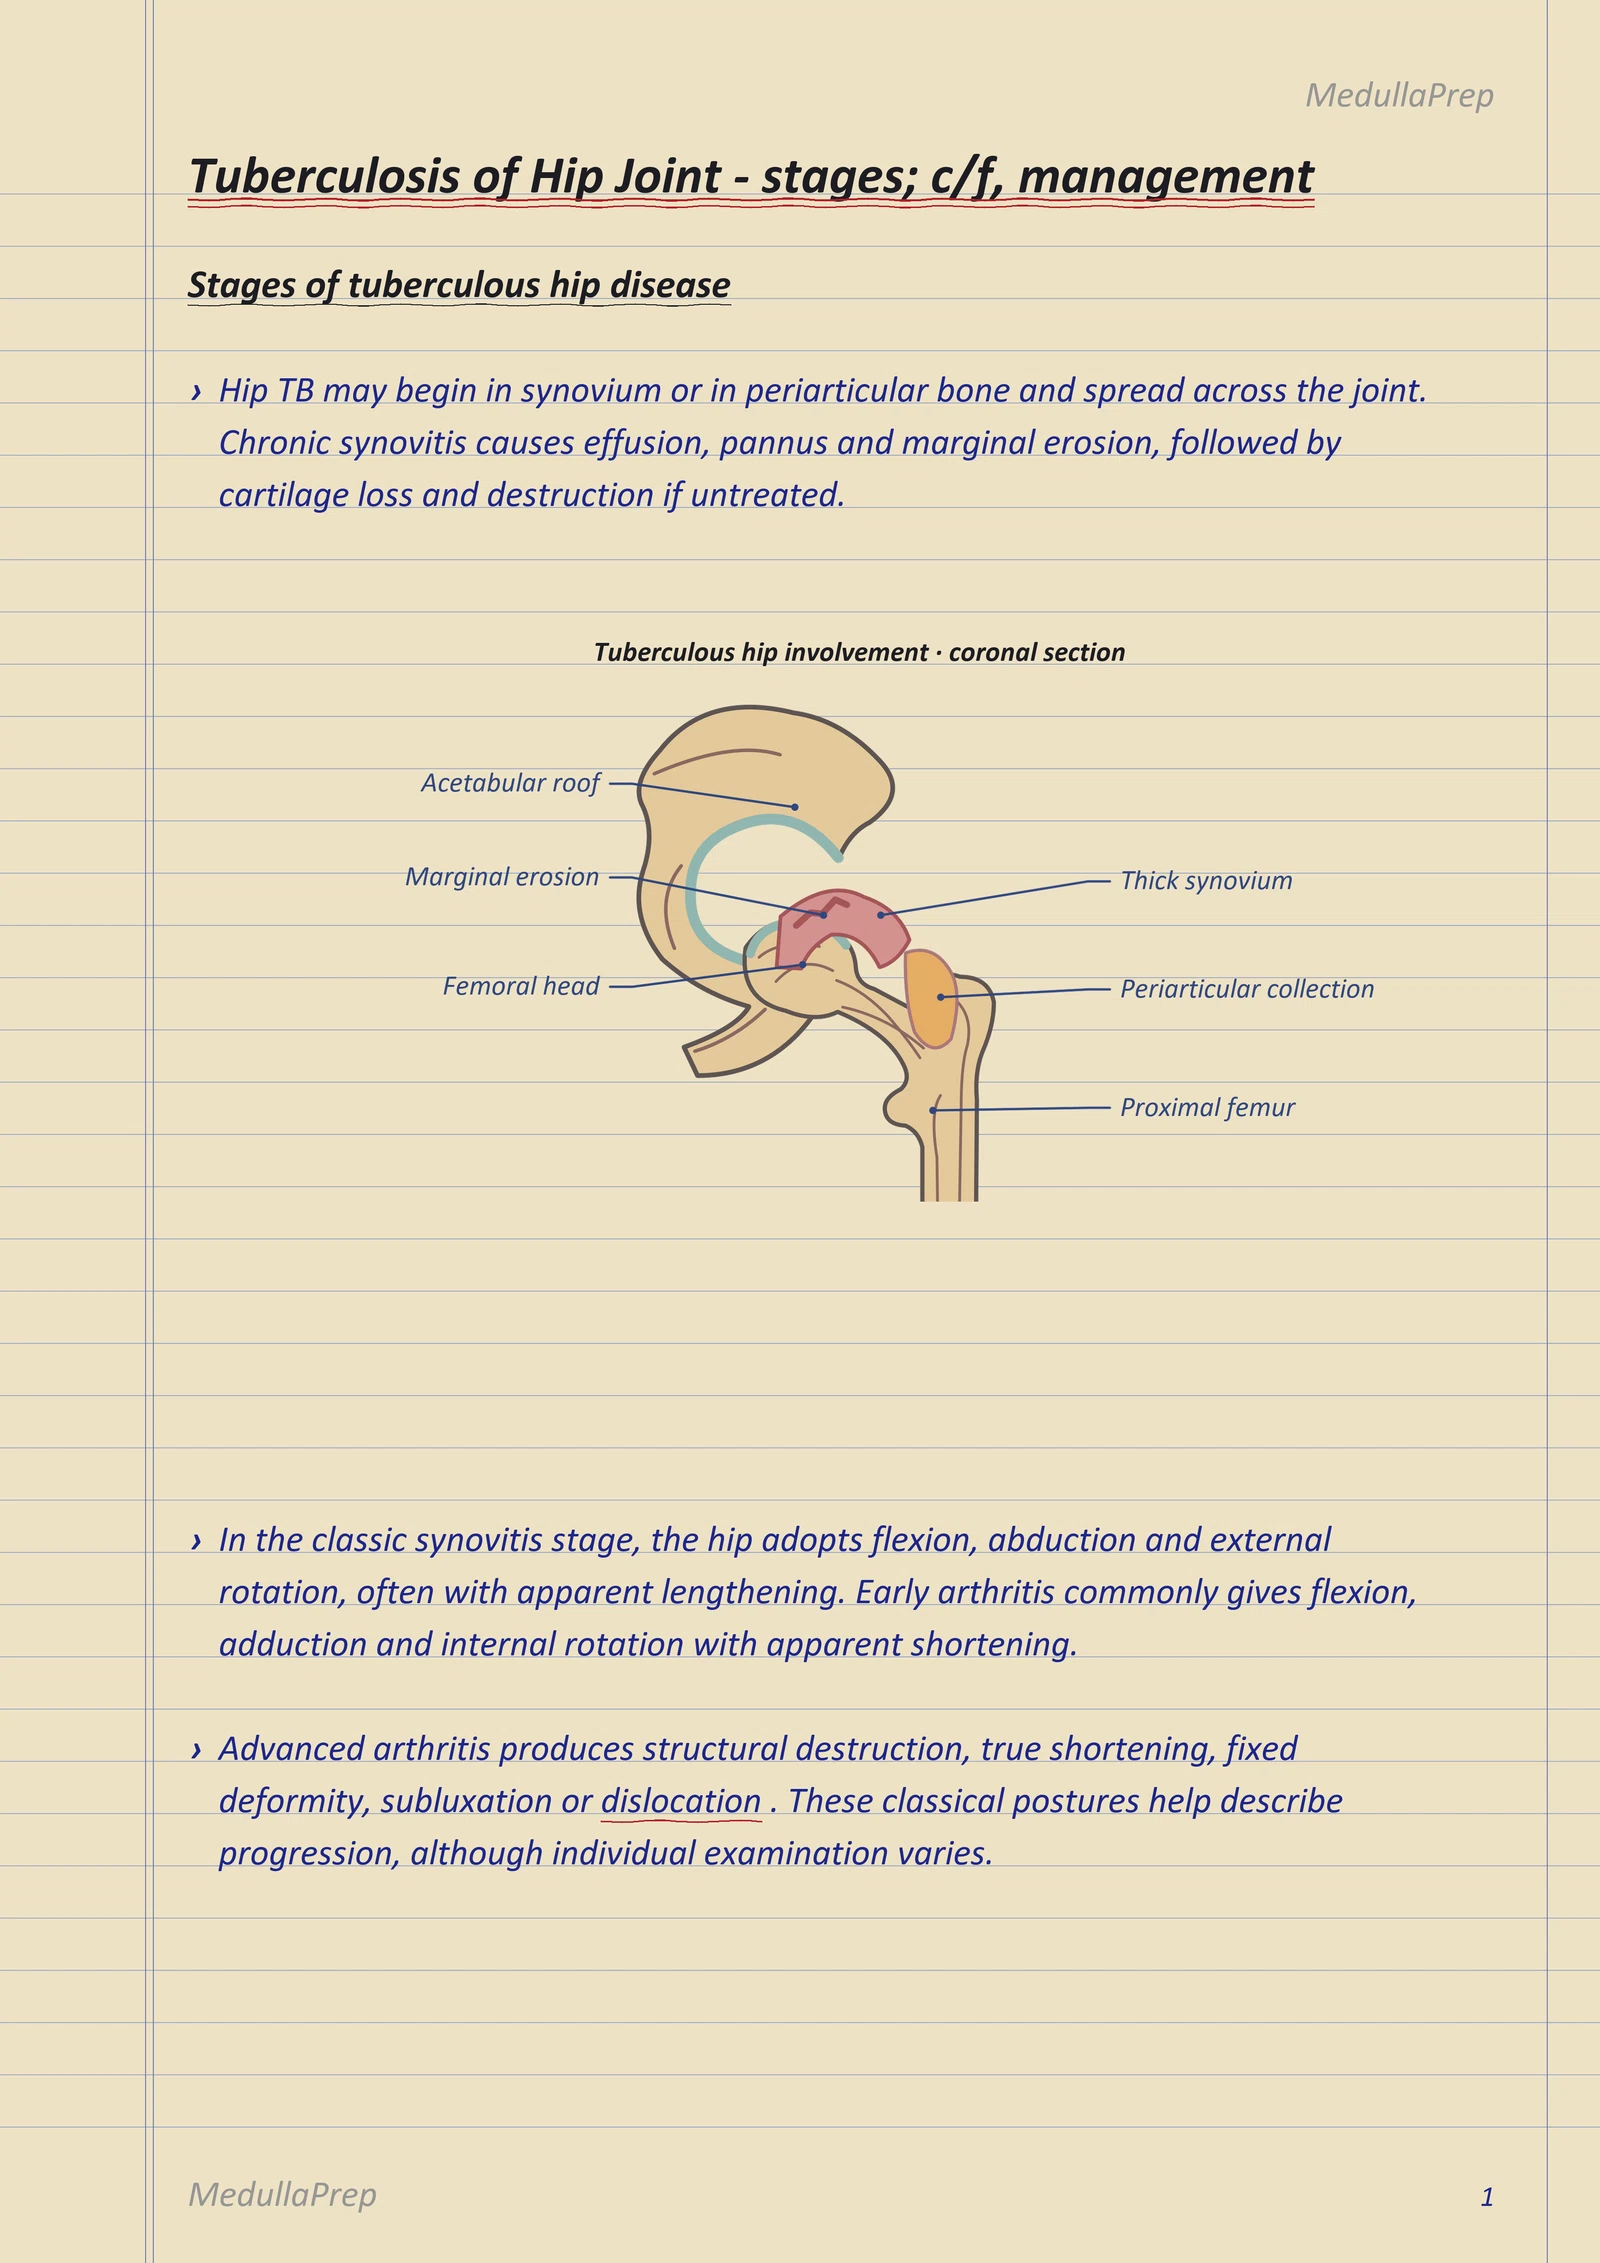 MedullaPrep
Tuberculosis of Hip Joint - stages; c/f, management
Stages of tuberculous hip disease
› Hip TB may begin in synovium or in periarticular bone and spread across the joint.
Chronic synovitis causes effusion, pannus and marginal erosion, followed by
cartilage loss and destruction if untreated.
Tuberculous hip involvement · coronal section
Acetabular roof
Marginal erosion
Thick synovium
Femoral head
Periarticular collection
Proximal femur
› In the classic synovitis stage, the hip adopts flexion, abduction and external
rotation, often with apparent lengthening. Early arthritis commonly gives flexion,
adduction and internal rotation with apparent shortening.
› Advanced arthritis produces structural destruction, true shortening, fixed
deformity, subluxation or dislocation . These classical postures help describe
progression, although individual examination varies.
MedullaPrep
1